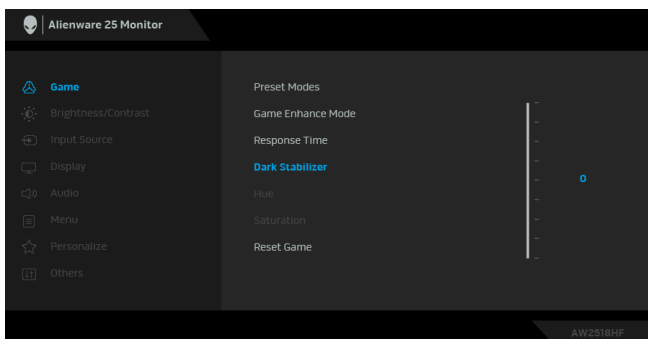 Alienware 25 Monitor
Game
Brightness/Contrast
Input Source
Display
Audio
Menu
Personalize
Others
Preset Modes
Game Enhance Mode
Response Time
Dark Stabilizer
Hue
Saturation
Reset Game
0
AW2518HF